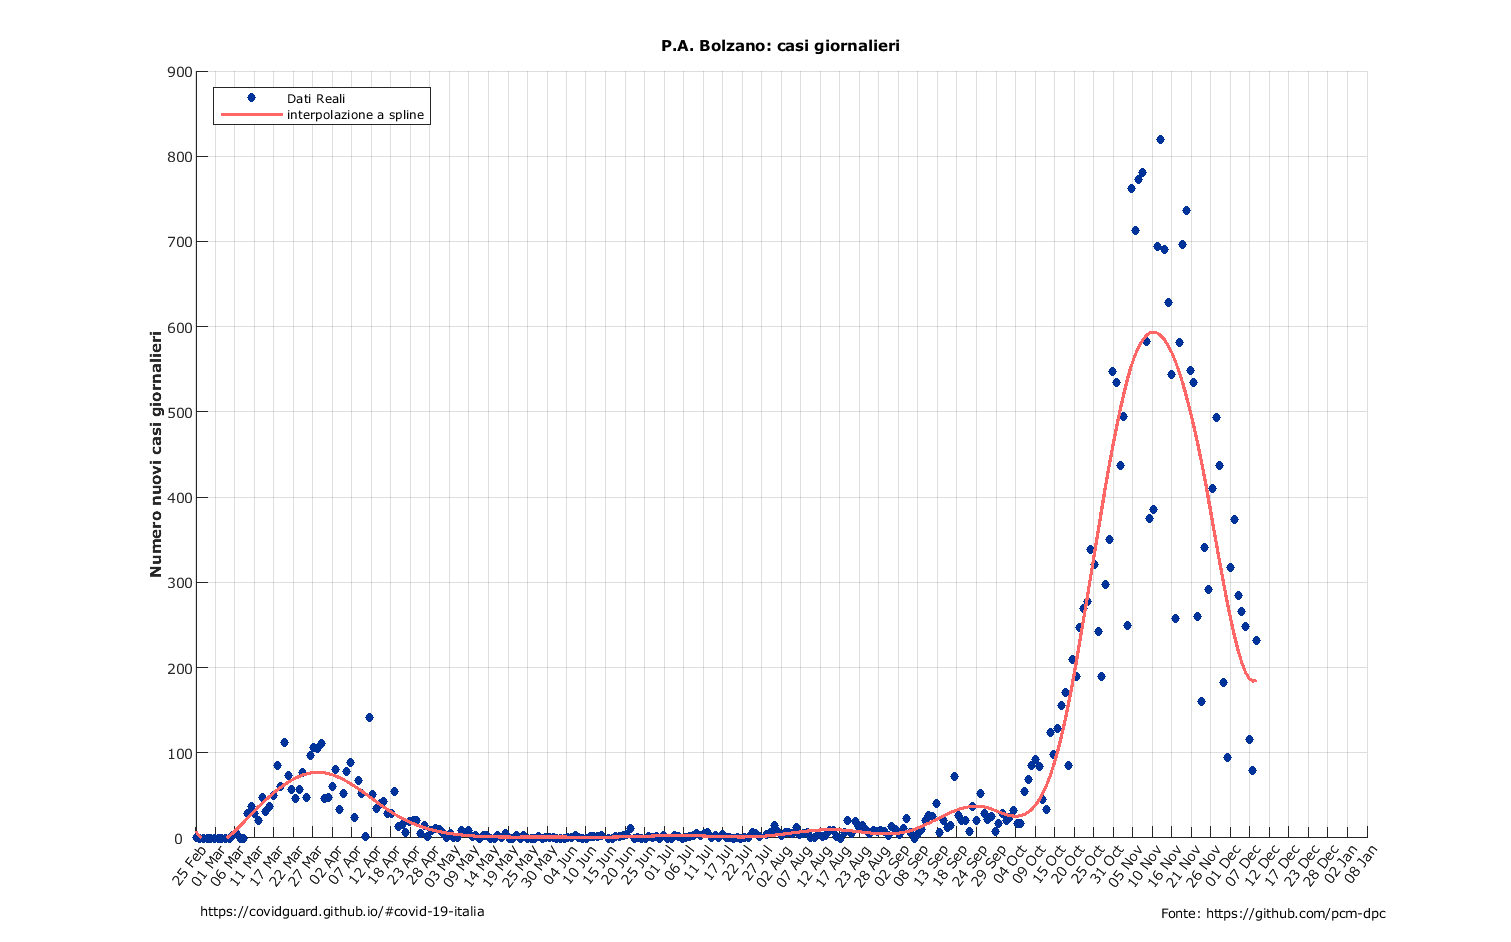 P.A. Bolzano: casi giornalieri
Dati Reali
interpolazione a spline
Numero nuovi casi giornalieri
900
800
700
600
500
400
300
200
100
0
25 Feb
01 Mar
06 Mar
11 Mar
17 Mar
22 Mar
27 Mar
02 Apr
07 Apr
12 Apr
18 Apr
23 Apr
28 Apr
03 May
09 May
14 May
19 May
25 May
30 May
04 Jun
10 Jun
15 Jun
20 Jun
25 Jun
01 Jul
06 Jul
11 Jul
17 Jul
22 Jul
27 Jul
02 Aug
07 Aug
12 Aug
17 Aug
23 Aug
28 Aug
02 Sep
08 Sep
13 Sep
18 Sep
24 Sep
29 Sep
04 Oct
09 Oct
15 Oct
20 Oct
25 Oct
31 Oct
05 Nov
10 Nov
16 Nov
21 Nov
26 Nov
01 Dec
07 Dec
12 Dec
17 Dec
23 Dec
28 Dec
02 Jan
08 Jan
https://covidguard.github.io/#covid-19-italia
Fonte: https://github.com/pcm-dpc